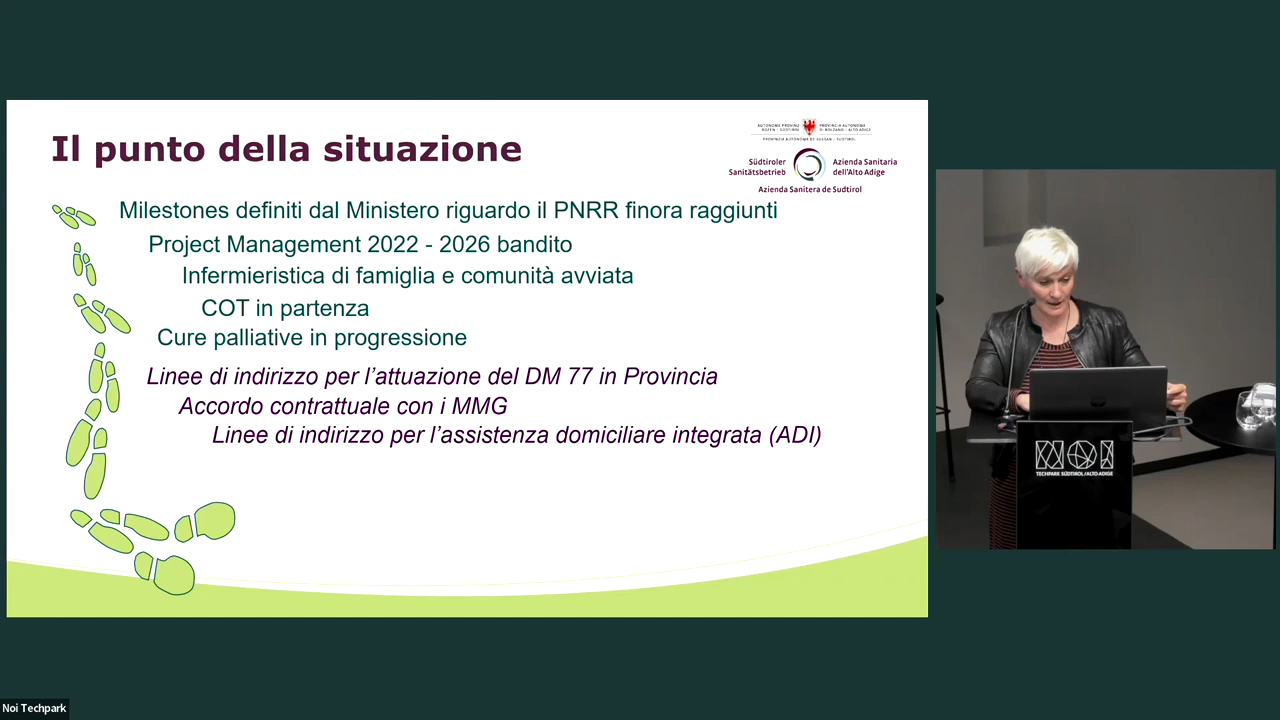 Il punto della situazione
AUTONOME PROVINZ
BOZEN - SÜDTIROL
PROVINCIA AUTONOMA
DI BOLZANO - ALTO ADIGE
PROVINZIA AUTONOMA DE BULSAN - SÜDTIROL
Südtiroler
Sanitätsbetrieb
Azienda Sanitaria
dell'Alto Adige
Azienda Sanitera de Sudtirol
Milestones definiti dal Ministero riguardo il PNRR finora raggiunti
Project Management 2022 - 2026 bandito
Infermieristica di famiglia e comunità avviata
COT in partenza
Cure palliative in progressione
Linee di indirizzo per l'attuazione del DM 77 in Provincia
Accordo contrattuale con i MMG
Linee di indirizzo per l'assistenza domiciliare integrata (ADI)
NOI
TECHPARK SÜDTIROL/ALTO ADIGE
Noi Techpark